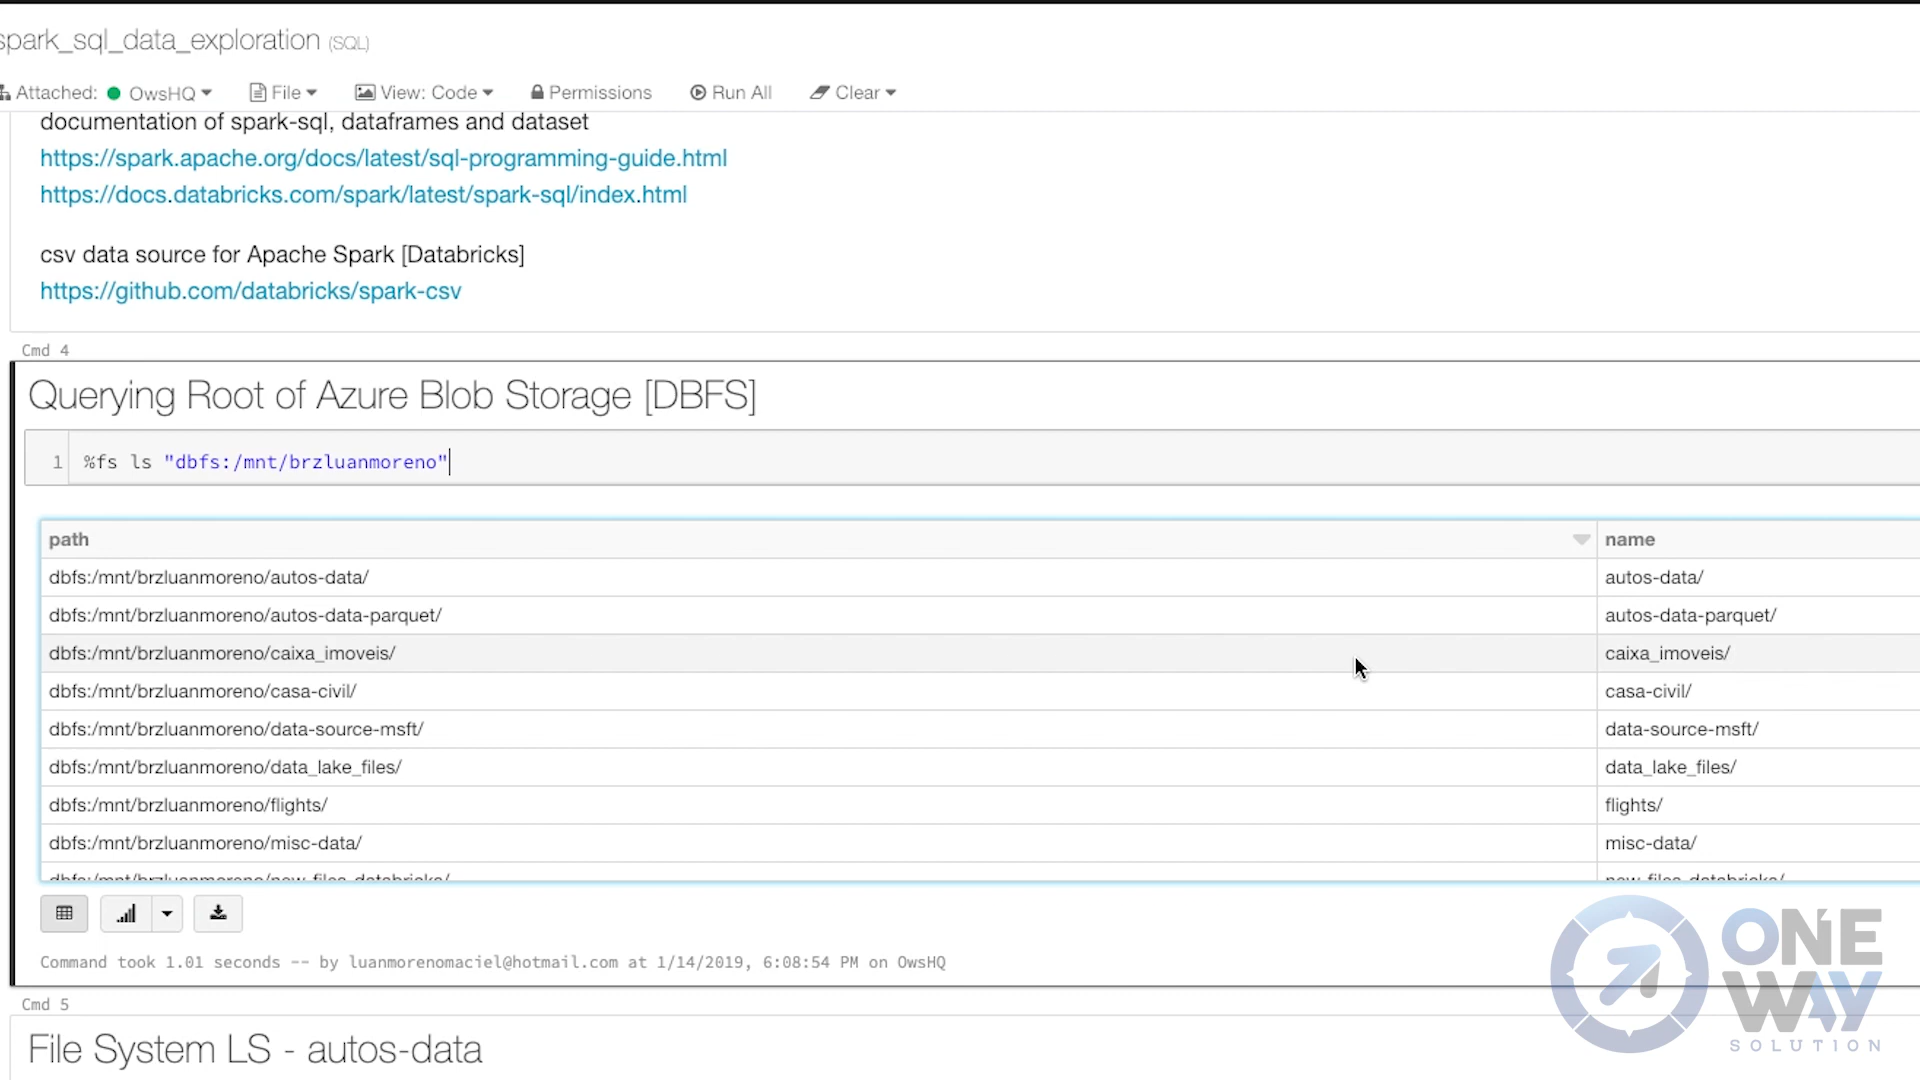 spark_sql_data_exploration (SQL)
Attached: OwsHQ File View: Code Permissions Run All Clear
documentation of spark-sql, dataframes and dataset
https://spark.apache.org/docs/latest/sql-programming-guide.html
https://docs.databricks.com/spark/latest/spark-sql/index.html
csv data source for Apache Spark [Databricks]
https://github.com/databricks/spark-csv
Cmd 4
Querying Root of Azure Blob Storage [DBFS]
1 %fs ls "dbfs:/mnt/brzluanmoreno"
path name
dbfs:/mnt/brzluanmoreno/autos-data/ autos-data/
dbfs:/mnt/brzluanmoreno/autos-data-parquet/ autos-data-parquet/
dbfs:/mnt/brzluanmoreno/caixa_imoveis/ caixa_imoveis/
dbfs:/mnt/brzluanmoreno/casa-civil/ casa-civil/
dbfs:/mnt/brzluanmoreno/data-source-msft/ data-source-msft/
dbfs:/mnt/brzluanmoreno/data_lake_files/ data_lake_files/
dbfs:/mnt/brzluanmoreno/flights/ flights/
dbfs:/mnt/brzluanmoreno/misc-data/ misc-data/
dbfs:/mnt/brzluanmoreno/new_files_databricks/ new_files_databricks/
Command took 1.01 seconds -- by luanmorenomaciel@hotmail.com at 1/14/2019, 6:08:54 PM on OwsHQ
Cmd 5
File System LS - autos-data
ONE
WAY
SOLUTION